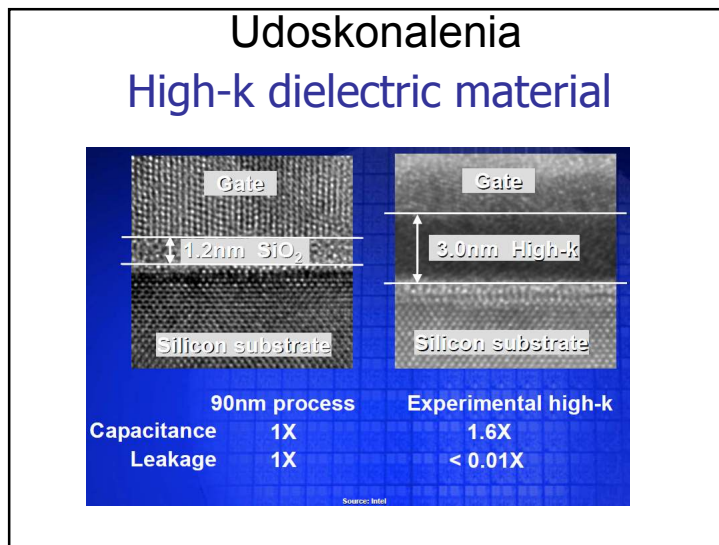 Udoskonalenia
High-k dielectric material
Gate
1.2nm SiO₂
Silicon substrate
Gate
3.0nm High-k
Silicon substrate
90nm process Experimental high-k
Capacitance 1X 1.6X
Leakage 1X < 0.01X
Source: Intel